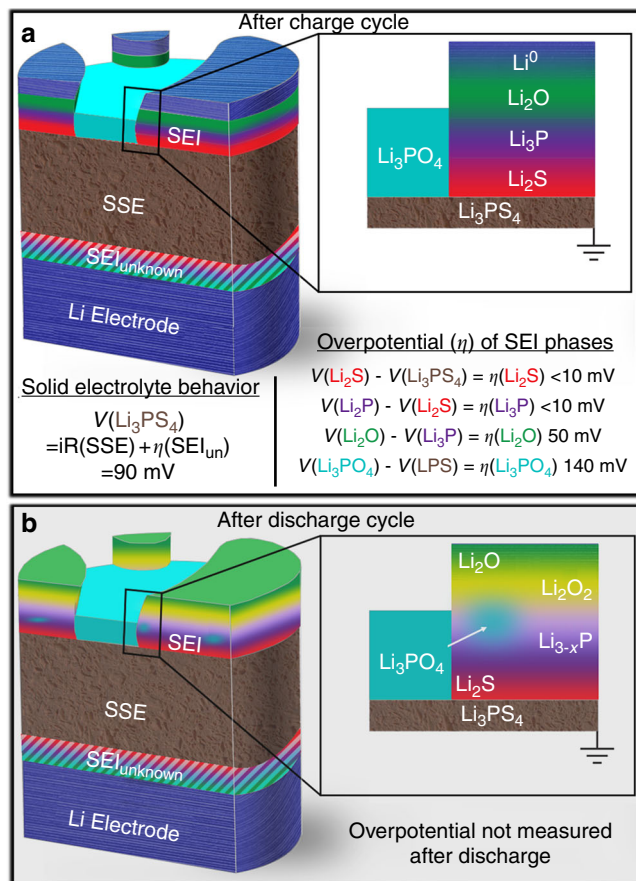 a
After charge cycle
SEI
SSE
SEIunknown
Li Electrode
Li⁰
Li₂O
Li₃P
Li₂S
Li₃PO₄
Li₃PS₄
Solid electrolyte behavior
V(Li₃PS₄)
=iR(SSE) + η(SEIun)
=90 mV
Overpotential (η) of SEI phases
V(Li₂S) - V(Li₃PS₄) = η(Li₂S) <10 mV
V(Li₂P) - V(Li₂S) = η(Li₃P) <10 mV
V(Li₂O) - V(Li₃P) = η(Li₂O) 50 mV
V(Li₃PO₄) - V(LPS) = η(Li₃PO₄) 140 mV
b
After discharge cycle
SEI
SSE
SEIunknown
Li Electrode
Li₂O
Li₂O₂
Li₃₋ₓP
Li₃PO₄
Li₂S
Li₃PS₄
Overpotential not measured
after discharge